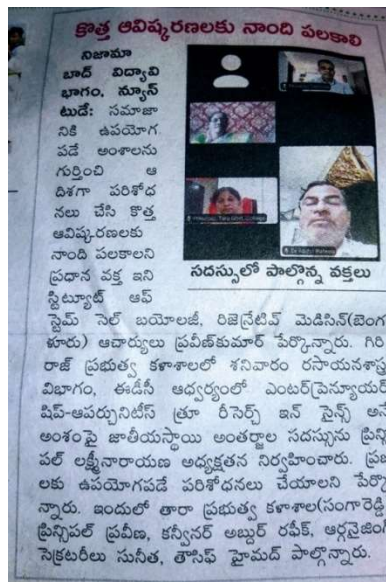 కొత్త ఆవిష్కరణలకు నాంది పలకాలి
నిజామా
బాద్ విద్యావి
భాగం, న్యూస్
టుడే: సమాజా
నికి ఉపయోగ
పడే అంశాలను
గుర్తించి ఆ
దిశగా పరిశోధ
నలు చేసి కొత్త
ఆవిష్కరణలకు
నాంది పలకాలని
ప్రధాన వక్త ఇని
స్టిట్యూట్ ఆఫ్
సదస్సులో పాల్గొన్న వక్తలు
స్టెమ్ సెల్ బయోలజీ, రిజెనరేటివ్ మెడిసిన్(బెంగ
ళూరు) ఆచార్యులు ప్రవీణ్‌కుమార్ పేర్కొన్నారు. గిరి
రాజ్ ప్రభుత్వ కళాశాలలో శనివారం రసాయనశాస్త్ర
విభాగం, ఈడీసీ ఆధ్వర్యంలో ఎంటర్‌ప్రెన్యూయర్
షిప్-ఆపర్చునిటీస్ త్రూ రీసెర్చ్ ఇన్ సైన్స్ అనే
అంశంపై జాతీయస్థాయి అంతర్జాల సదస్సును ప్రిన్సి
పల్ లక్ష్మీనారాయణ అధ్యక్షతన నిర్వహించారు. ప్రజ
లకు ఉపయోగపడే పరిశోధనలు చేయాలని పేర్కొ
న్నారు. ఇందులో తారా ప్రభుత్వ కళాశాల(సంగారెడ్డి)
ప్రిన్సిపల్ ప్రవీణ, కన్వీనర్ అబ్దుర్ రఫీక్, ఆర్గనైజింగ్
సెక్రటరీలు సునీత, తౌసిఫ్ హైమద్ పాల్గొన్నారు.